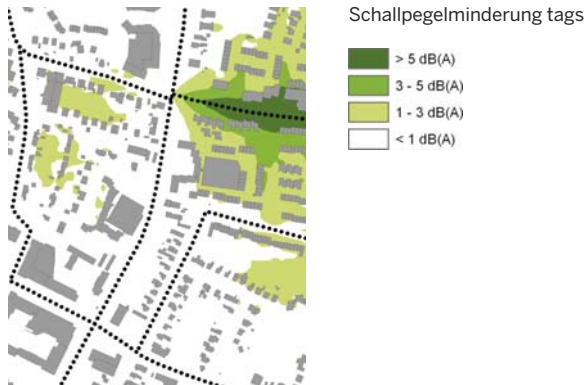 Schallpegelminderung tags
> 5 dB(A)
3 - 5 dB(A)
1 - 3 dB(A)
< 1 dB(A)